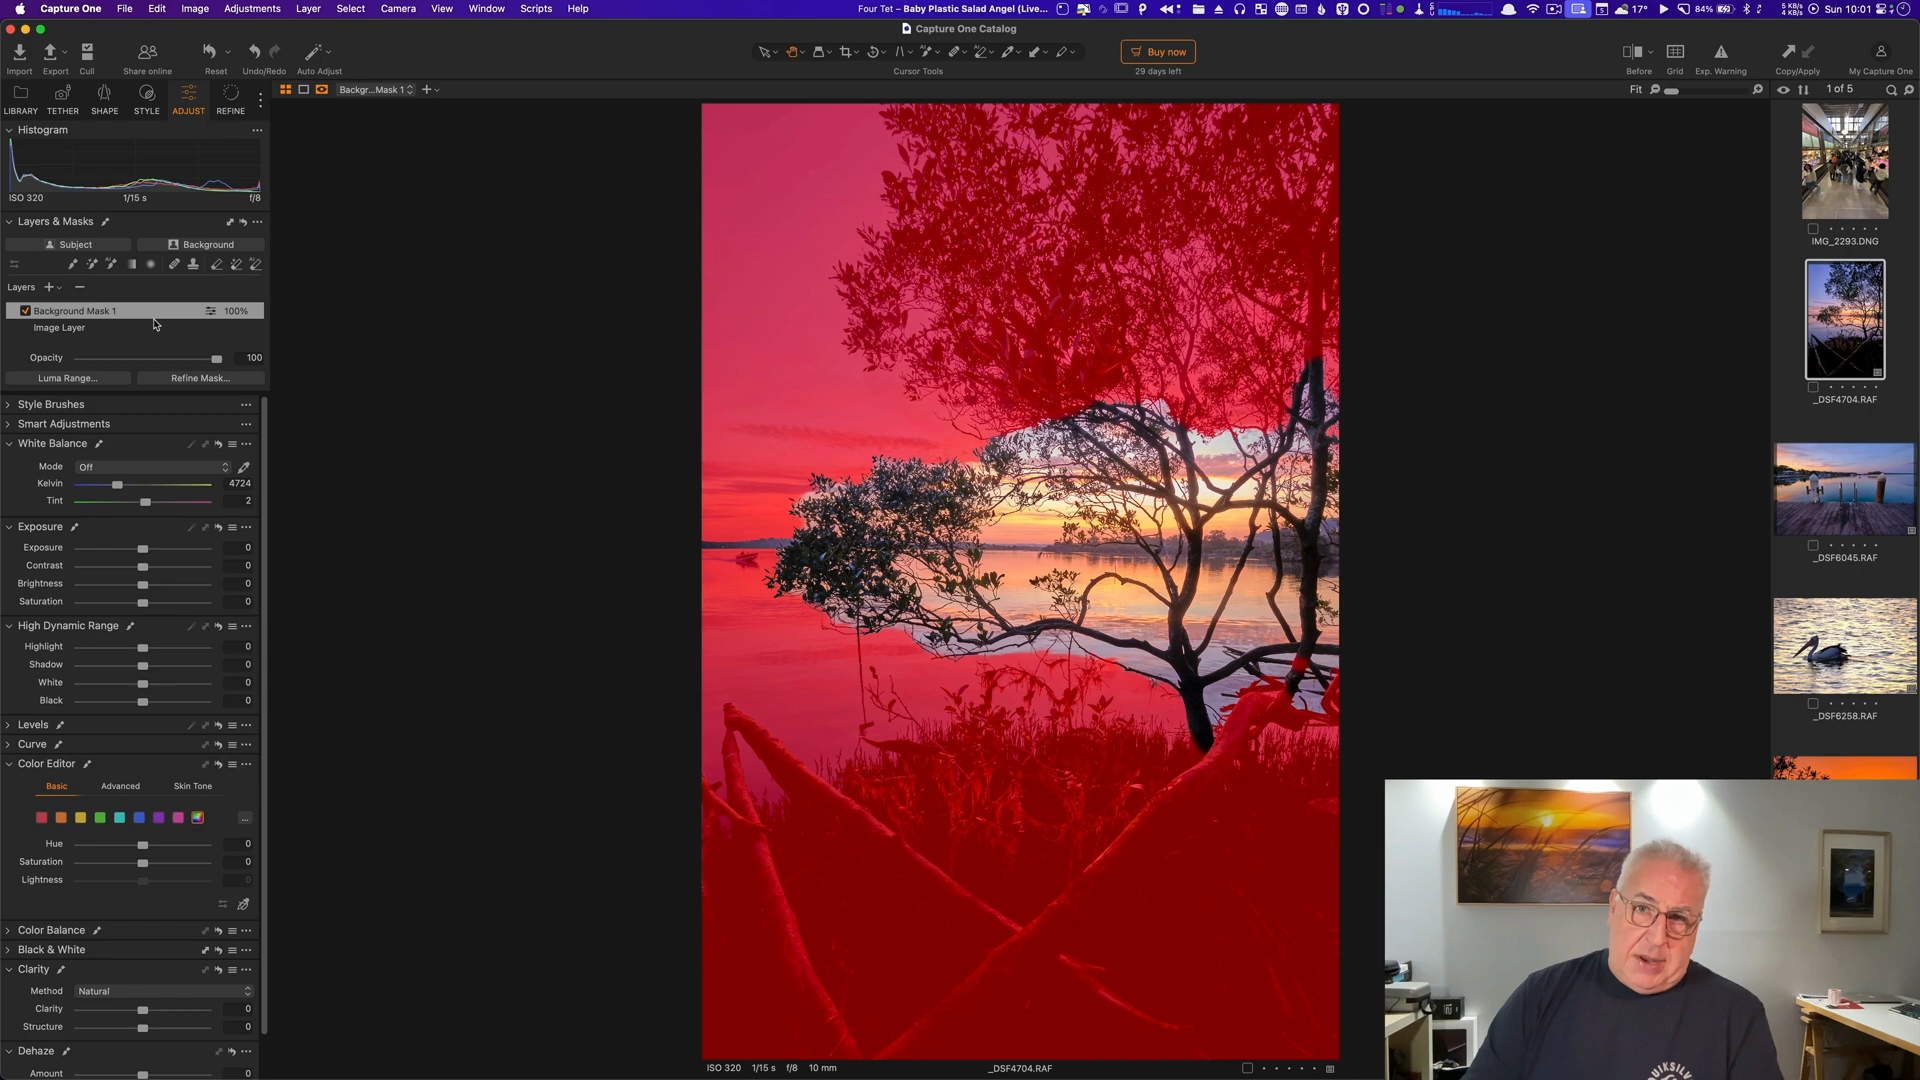 Capture One File Edit Image Adjustments Layer Select Camera View Window Scripts Help
Four Tet – Baby Plastic Salad Angel (Live... 17° 84% 5 KB/s 4 KB/s Sun 10:01
Capture One Catalog
Import Export Cull Share online Reset Undo/Redo Auto Adjust
Cursor Tools
Buy now
29 days left
Before Grid Exp. Warning Copy/Apply My Capture One
LIBRARY TETHER SHAPE STYLE ADJUST REFINE
Backgr...Mask 1
Fit
1 of 5
Histogram
ISO 320 1/15 s f/8
Layers & Masks
Subject Background
Layers
Background Mask 1 100%
Image Layer
Opacity 100
Luma Range... Refine Mask...
Style Brushes
Smart Adjustments
White Balance
Mode Off
Kelvin 4724
Tint 2
Exposure
Exposure 0
Contrast 0
Brightness 0
Saturation 0
High Dynamic Range
Highlight 0
Shadow 0
White 0
Black 0
Levels
Curve
Color Editor
Basic Advanced Skin Tone
...
Hue 0
Saturation 0
Lightness 0
Color Balance
Black & White
Clarity
Method Natural
Clarity 0
Structure 0
Dehaze
Amount 0
ISO 320 1/15 s f/8 10 mm
_DSF4704.RAF
IMG_2293.DNG
_DSF4704.RAF
_DSF6045.RAF
_DSF6258.RAF
QUIKSILV